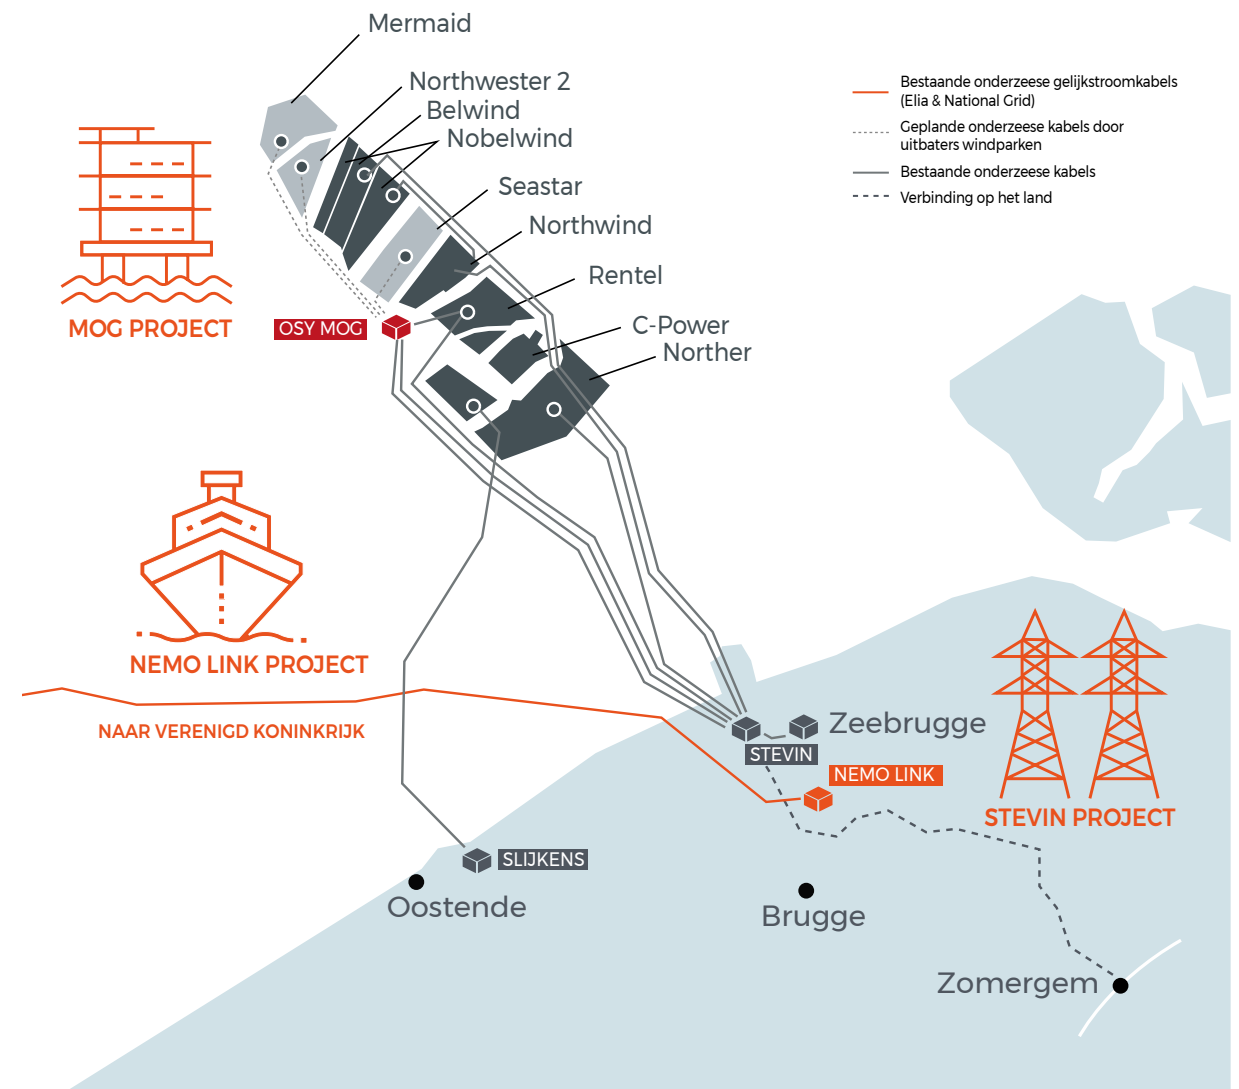 Mermaid
Northwester 2
Belwind
Nobelwind
Seastar
Northwind
Rentel
C-Power
Norther
Bestaande onderzeese gelijkstroomkabels
(Elia & National Grid)
Geplande onderzeese kabels door
uitbaters windparken
Bestaande onderzeese kabels
Verbinding op het land
MOG PROJECT
OSY MOG
NEMO LINK PROJECT
NAAR VERENIGD KONINKRIJK
Zeebrugge
STEVIN
NEMO LINK
STEVIN PROJECT
SLIJKENS
Oostende
Brugge
Zomergem